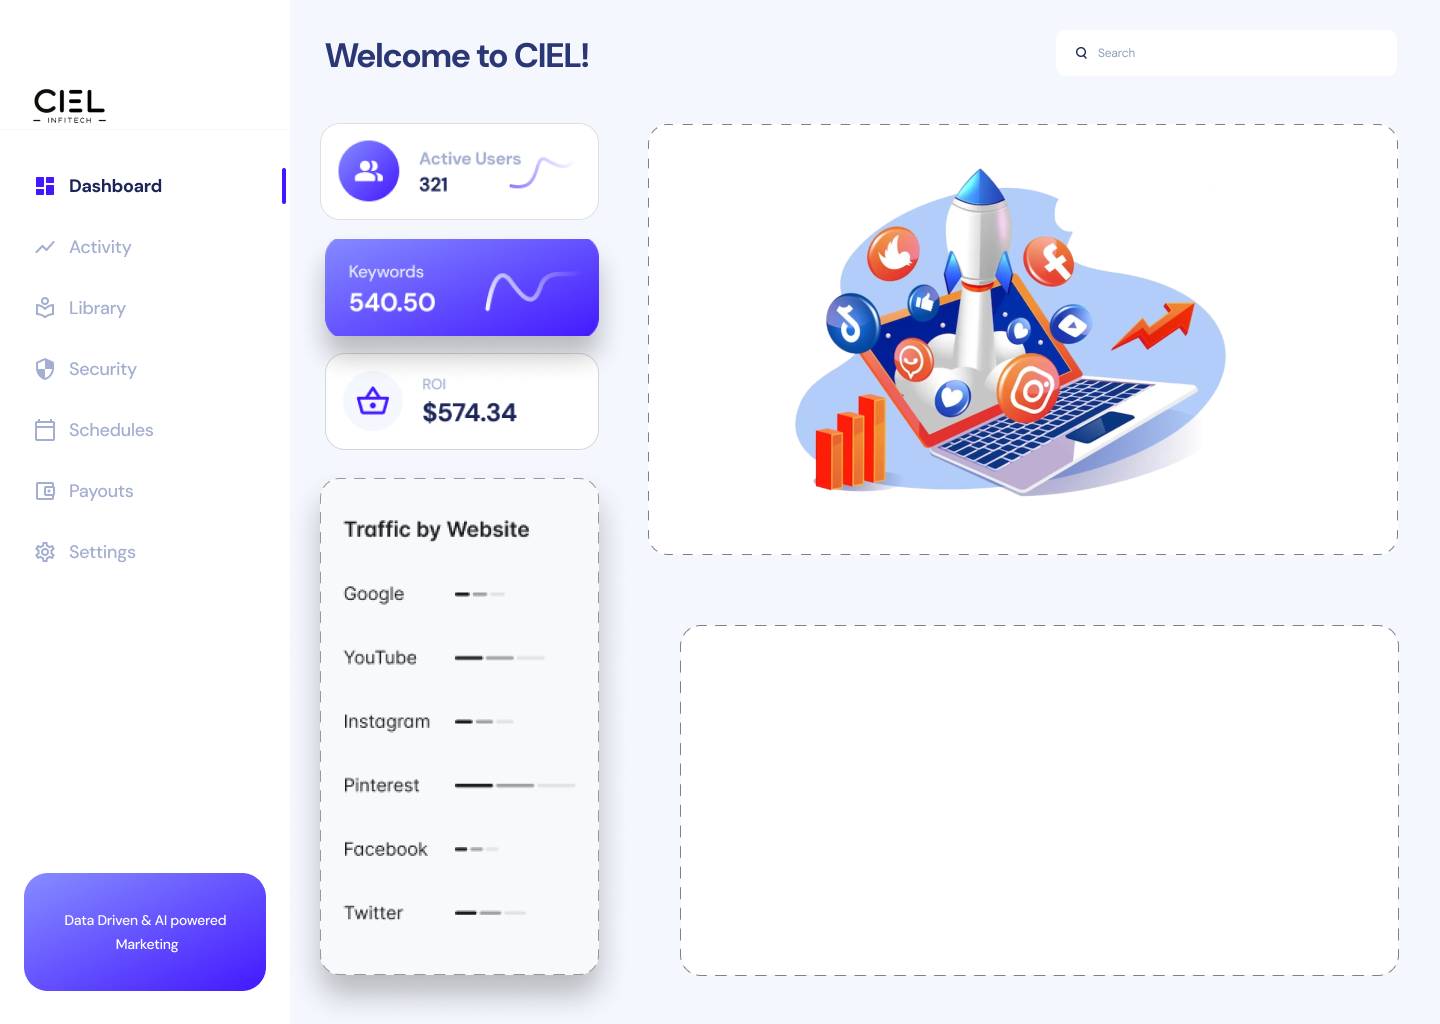 CIEL
INFITECH
Dashboard
Activity
Library
Security
Schedules
Payouts
Settings
Data Driven & AI powered
Marketing
Welcome to CIEL!
Search
Active Users
321
Keywords
540.50
ROI
$574.34
Traffic by Website
Google
YouTube
Instagram
Pinterest
Facebook
Twitter